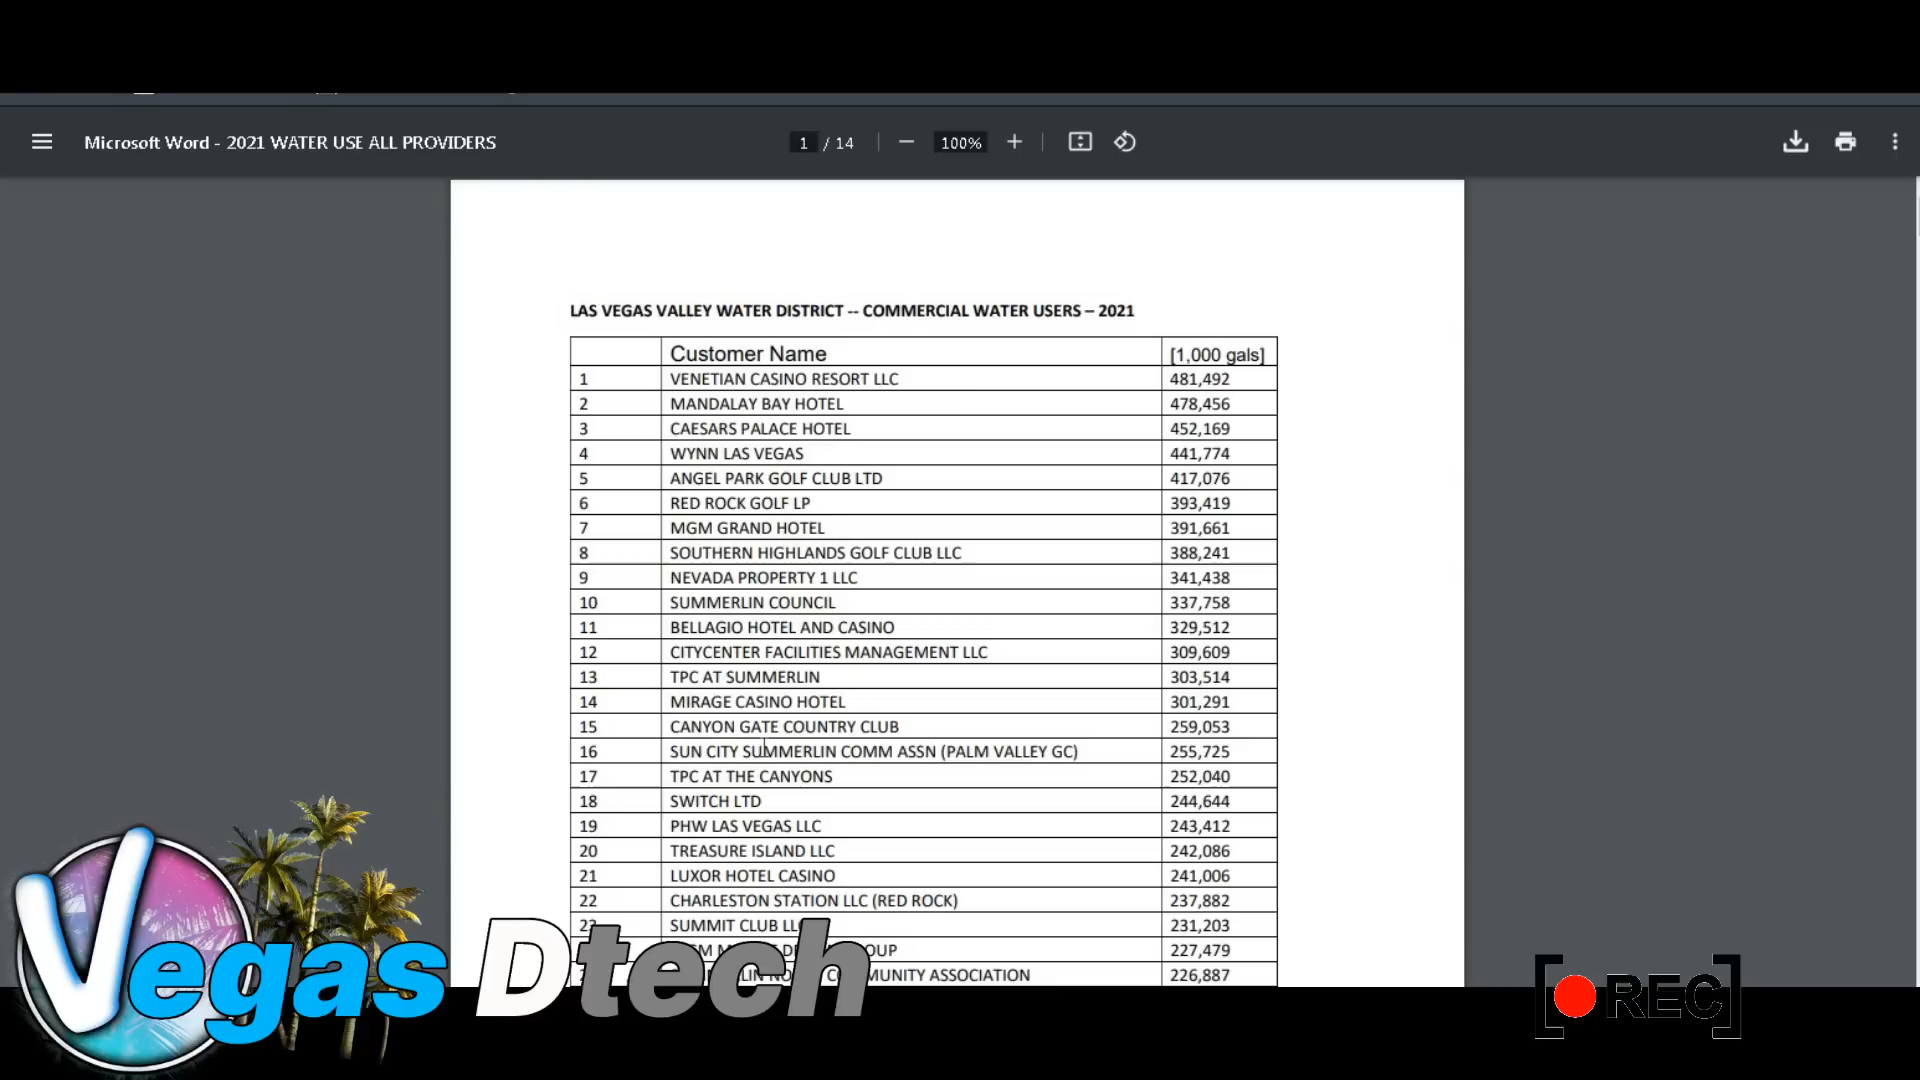 Microsoft Word - 2021 WATER USE ALL PROVIDERS
1 / 14
100%
LAS VEGAS VALLEY WATER DISTRICT -- COMMERCIAL WATER USERS – 2021
Customer Name [1,000 gals]
1 VENETIAN CASINO RESORT LLC 481,492
2 MANDALAY BAY HOTEL 478,456
3 CAESARS PALACE HOTEL 452,169
4 WYNN LAS VEGAS 441,774
5 ANGEL PARK GOLF CLUB LTD 417,076
6 RED ROCK GOLF LP 393,419
7 MGM GRAND HOTEL 391,661
8 SOUTHERN HIGHLANDS GOLF CLUB LLC 388,241
9 NEVADA PROPERTY 1 LLC 341,438
10 SUMMERLIN COUNCIL 337,758
11 BELLAGIO HOTEL AND CASINO 329,512
12 CITYCENTER FACILITIES MANAGEMENT LLC 309,609
13 TPC AT SUMMERLIN 303,514
14 MIRAGE CASINO HOTEL 301,291
15 CANYON GATE COUNTRY CLUB 259,053
16 SUN CITY SUMMERLIN COMM ASSN (PALM VALLEY GC) 255,725
17 TPC AT THE CANYONS 252,040
18 SWITCH LTD 244,644
19 PHW LAS VEGAS LLC 243,412
20 TREASURE ISLAND LLC 242,086
21 LUXOR HOTEL CASINO 241,006
22 CHARLESTON STATION LLC (RED ROCK) 237,882
SUMMIT CLUB 231,203
227,479
ASSOCIATION 226,887
Vegas Dtech
[REC]